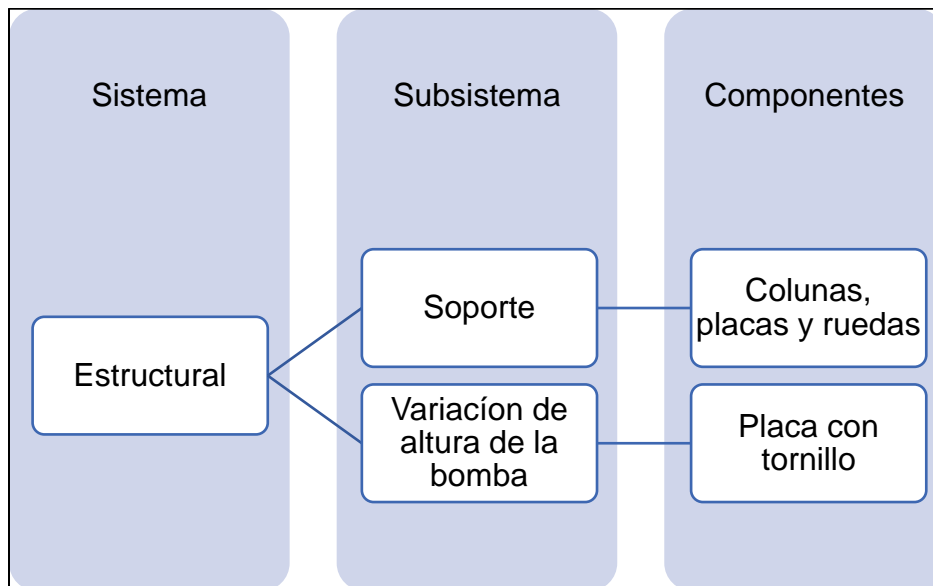 Sistema
Subsistema
Componentes
Estructural
Soporte
Colunas,
placas y ruedas
Variacíon de
altura de la
bomba
Placa con
tornillo